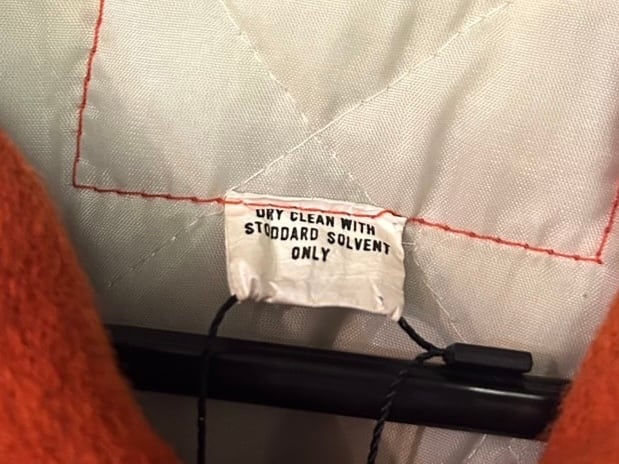 DRY CLEAN WITH
STODDARD SOLVENT
ONLY